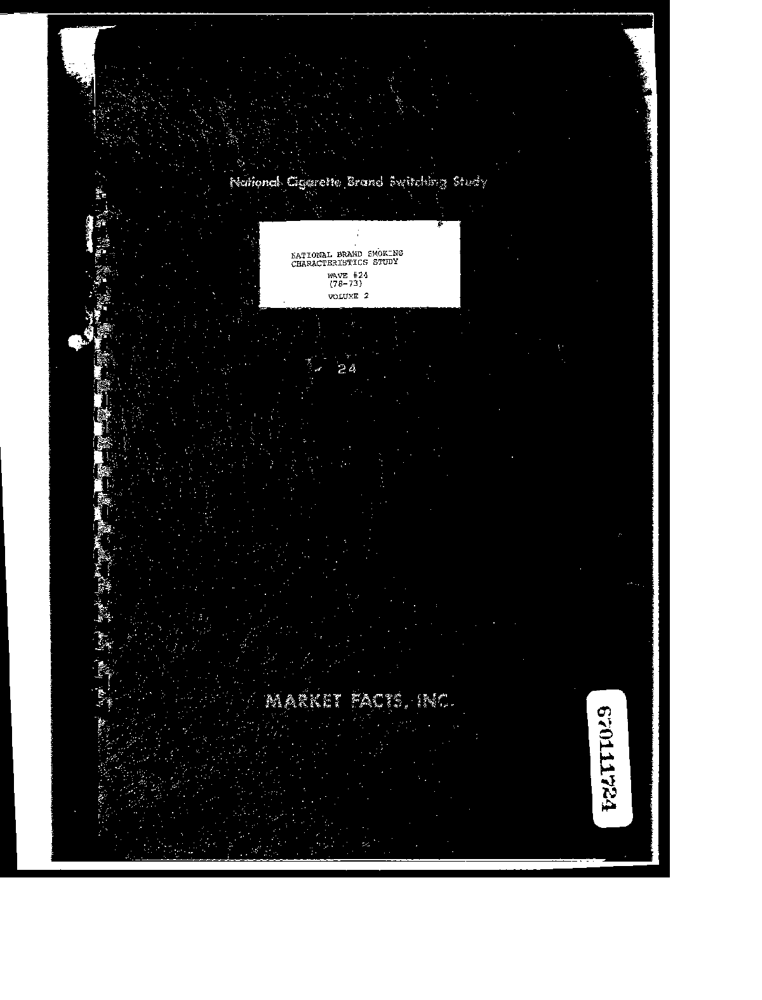 National Cigarette Brand Switching Study
NATIONAL BRAND SMOKING
CHARACTERISTICS STUDY
WAVE #24
(78-73)
VOLUME 2
24
MARKET FACTS, INC.
670111724